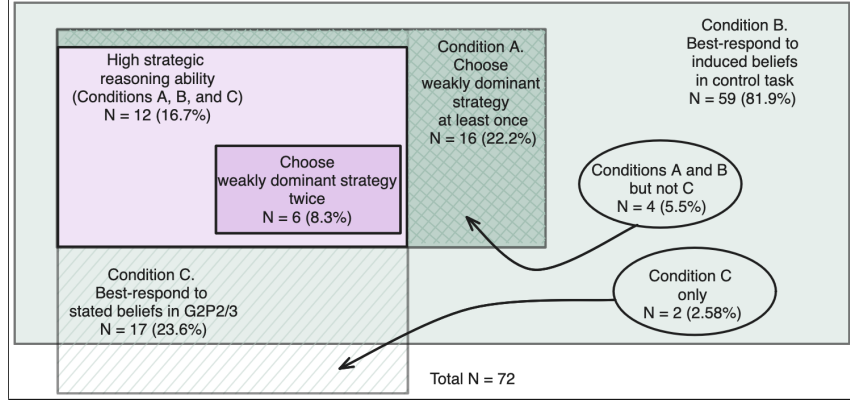 High strategic
reasoning ability
(Conditions A, B, and C)
N = 12 (16.7%)
Choose
weakly dominant strategy
twice
N = 6 (8.3%)
Condition A.
Choose
weakly dominant
strategy
at least once
N = 16 (22.2%)
Condition B.
Best-respond to
induced beliefs
in control task
N = 59 (81.9%)
Conditions A and B
but not C
N = 4 (5.5%)
Condition C.
Best-respond to
stated beliefs in G2P2/3
N = 17 (23.6%)
Condition C
only
N = 2 (2.58%)
Total N = 72